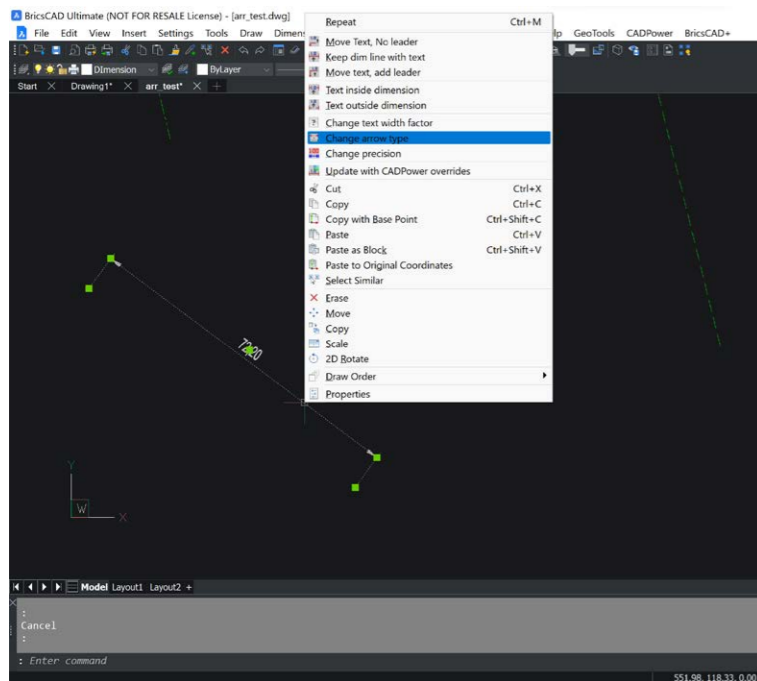 BricsCAD Ultimate (NOT FOR RESALE License) - [arr_test.dwg]
File Edit View Insert Settings Tools Draw Dimens
lp GeoTools CADPower BricsCAD+
DImension ByLayer
Start Drawing1* arr_test* +
Repeat Ctrl+M
Move Text, No leader
Keep dim line with text
Move text, add leader
Text inside dimension
Text outside dimension
Change text width factor
Change arrow type
Change precision
Update with CADPower overrides
Cut Ctrl+X
Copy Ctrl+C
Copy with Base Point Ctrl+Shift+C
Paste Ctrl+V
Paste as Block Ctrl+Shift+V
Paste to Original Coordinates
Select Similar
Erase
Move
Copy
Scale
2D Rotate
Draw Order
Properties
Y
W X
Model Layout1 Layout2 +
:
Cancel
:
: Enter command
551.98, 118.33, 0.00